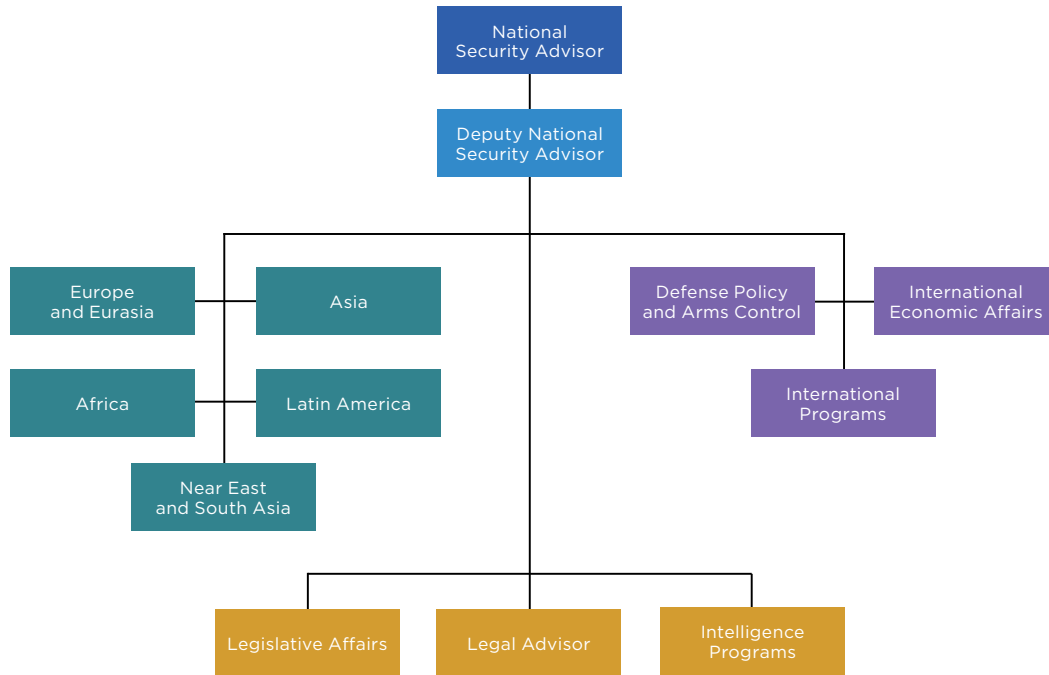 National
Security Advisor
Deputy National
Security Advisor
Europe
and Eurasia
Asia
Defense Policy
and Arms Control
International
Economic Affairs
Africa
Latin America
International
Programs
Near East
and South Asia
Legislative Affairs
Legal Advisor
Intelligence
Programs